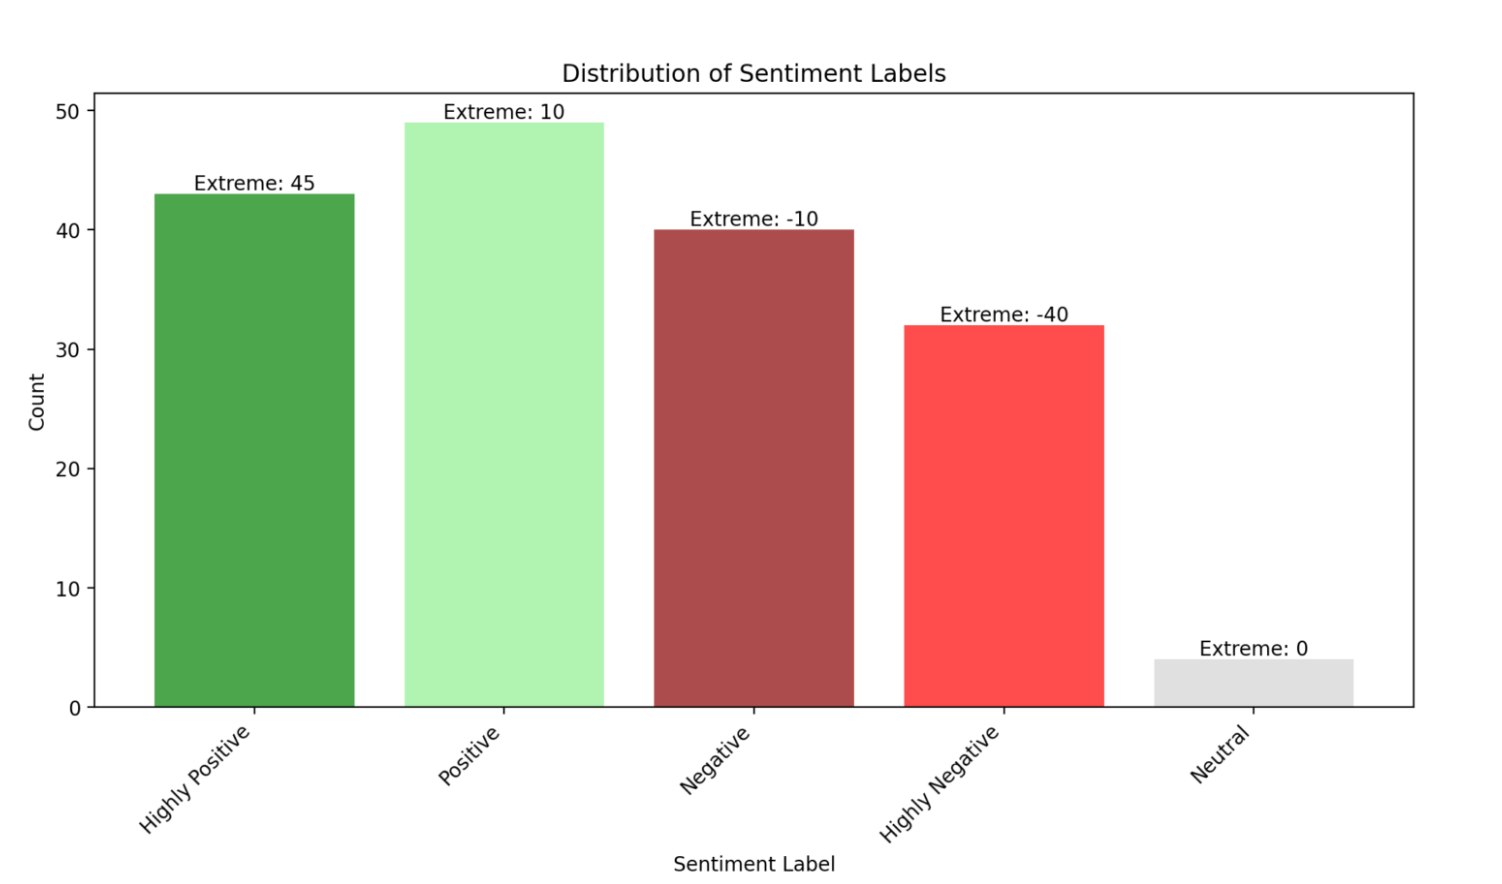 Distribution of Sentiment Labels
50
Extreme: 10
Extreme: 45
40
Extreme: -10
Extreme: -40
30
Count
20
10
Extreme: 0
0
Highly Positive
Positive
Negative
Highly Negative
Neutral
Sentiment Label